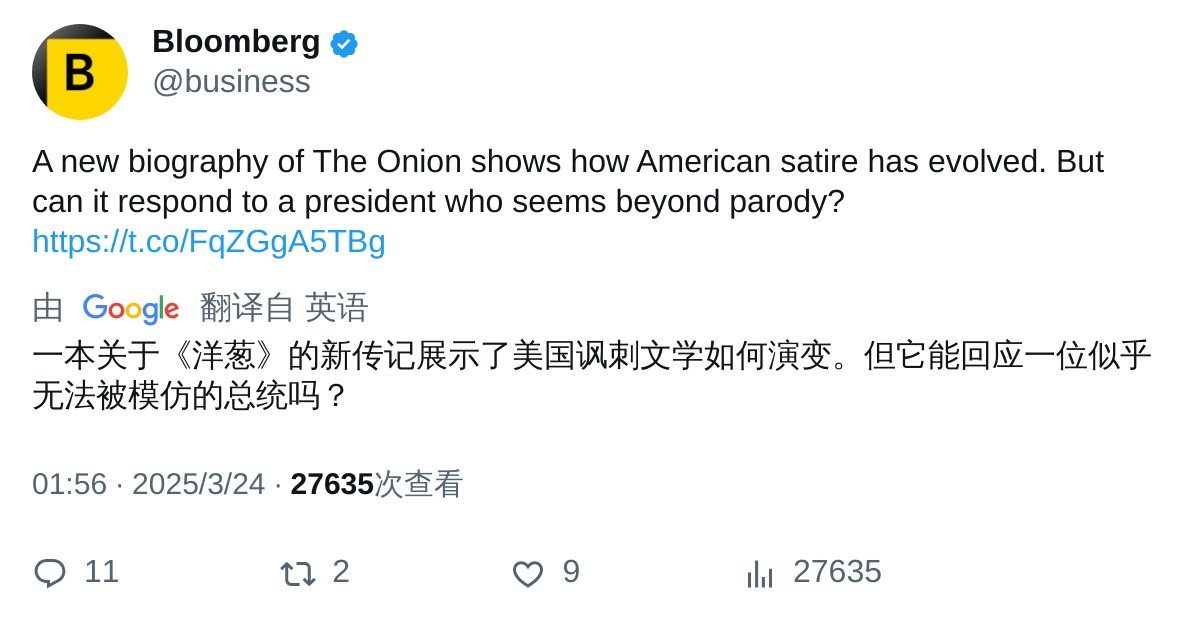 B
Bloomberg
@business
A new biography of The Onion shows how American satire has evolved. But
can it respond to a president who seems beyond parody?
https://t.co/FqZGgA5TBg
由 Google 翻译自 英语
一本关于《洋葱》的新传记展示了美国讽刺文学如何演变。但它能回应一位似乎
无法被模仿的总统吗？
01:56 · 2025/3/24 · 27635次查看
11 2 9 27635